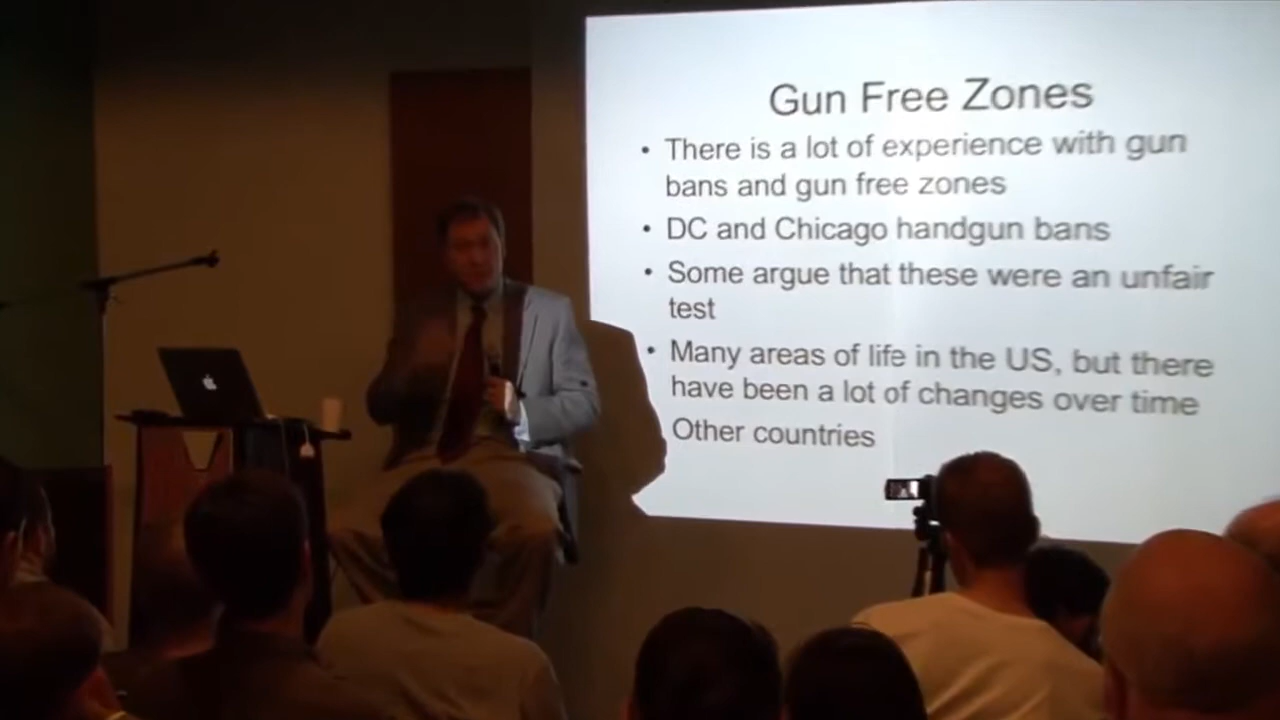 Gun Free Zones
• There is a lot of experience with gun
bans and gun free zones
• DC and Chicago handgun bans
• Some argue that these were an unfair
test
• Many areas of life in the US, but there
have been a lot of changes over time
Other countries